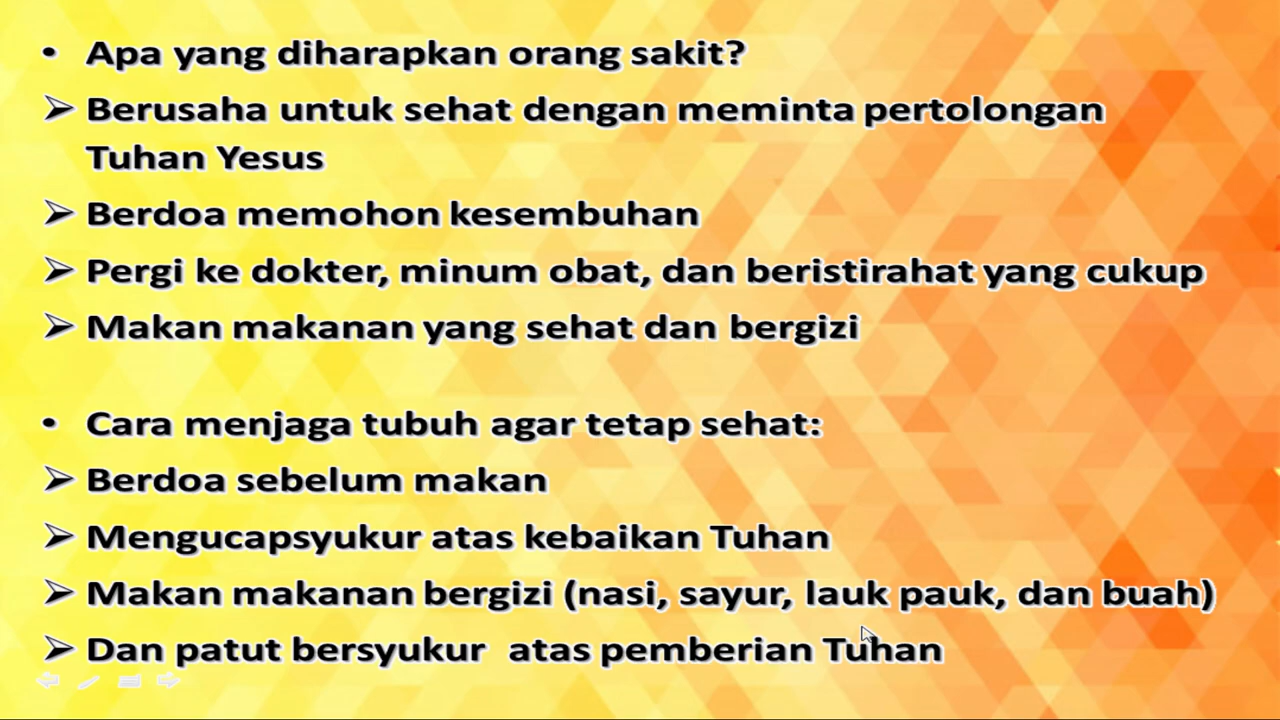 • Apa yang diharapkan orang sakit?
➢ Berusaha untuk sehat dengan meminta pertolongan
Tuhan Yesus
➢ Berdoa memohon kesembuhan
➢ Pergi ke dokter, minum obat, dan beristirahat yang cukup
➢ Makan makanan yang sehat dan bergizi
• Cara menjaga tubuh agar tetap sehat:
➢ Berdoa sebelum makan
➢ Mengucapsyukur atas kebaikan Tuhan
➢ Makan makanan bergizi (nasi, sayur, lauk pauk, dan buah)
➢ Dan patut bersyukur  atas pemberian Tuhan